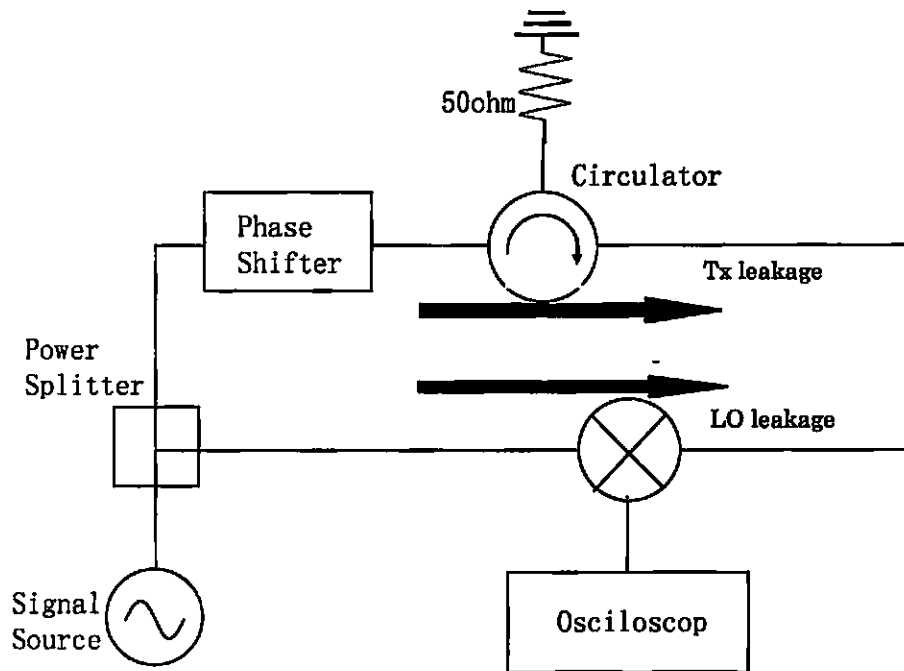 50ohm
Circulator
Phase
Shifter
Tx leakage
Power
Splitter
LO leakage
Signal
Source
Osciloscop